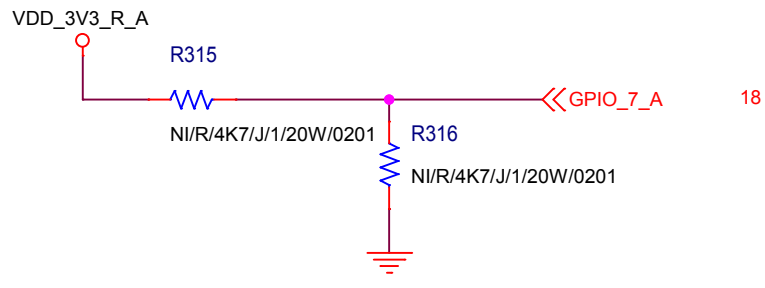 VDD_3V3_R_A
R315
GPIO_7_A 18
NI/R/4K7/J/1/20W/0201 R316
NI/R/4K7/J/1/20W/0201